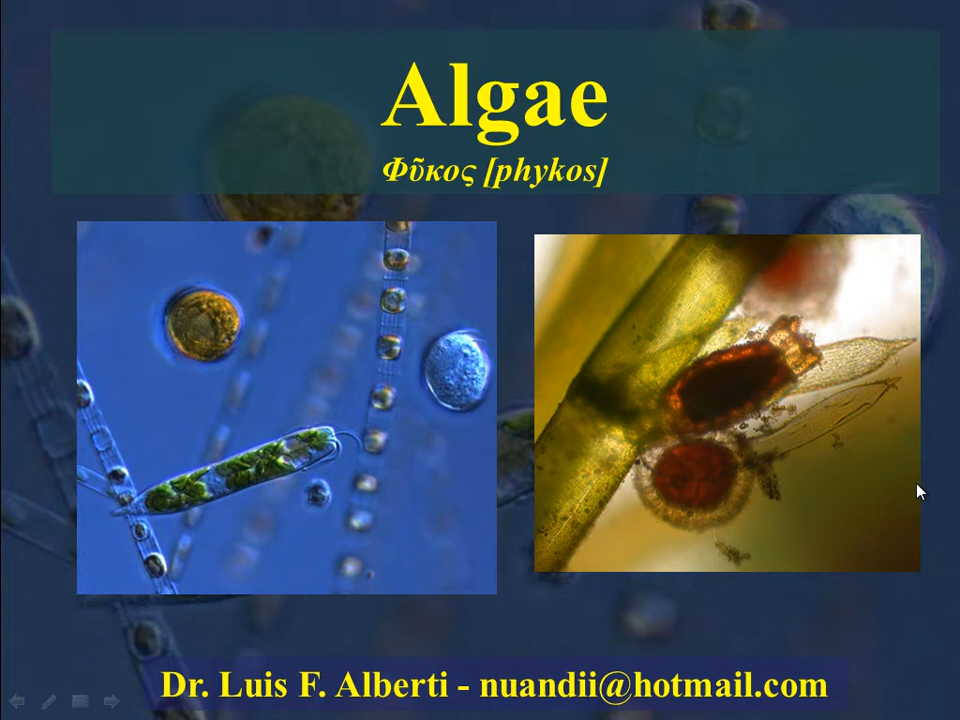 Algae
Φῦκος [phykos]
Dr. Luis F. Alberti - nuandii@hotmail.com